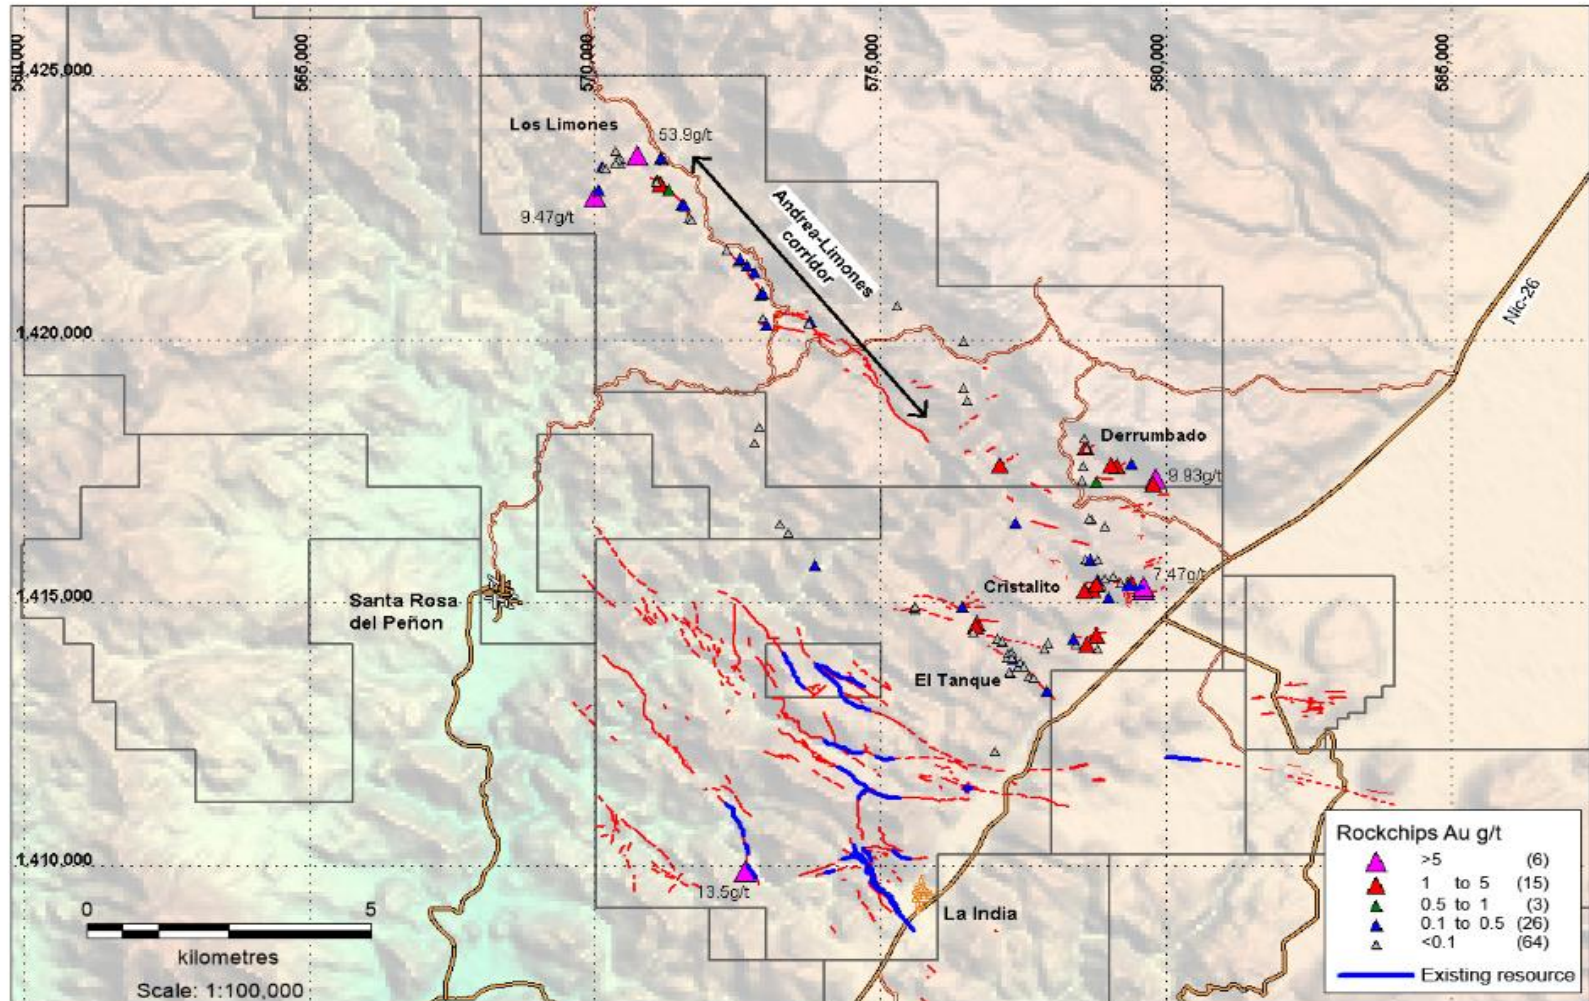 560,000
565,000
570,000
575,000
580,000
585,000
1,425,000
Los Limones
53.9g/t
9.47g/t
Andrea-Limones
corridor
Nic-26
1,420,000
Derrumbado
9.93g/t
Cristalito
7.47g/t
1,415,000
Santa Rosa
del Peñon
El Tanque
1,410,000
13.5g/t
La India
0 5
kilometres
Scale: 1:100,000
Rockchips Au g/t
>5 (6)
1 to 5 (15)
0.5 to 1 (3)
0.1 to 0.5 (26)
<0.1 (64)
Existing resource